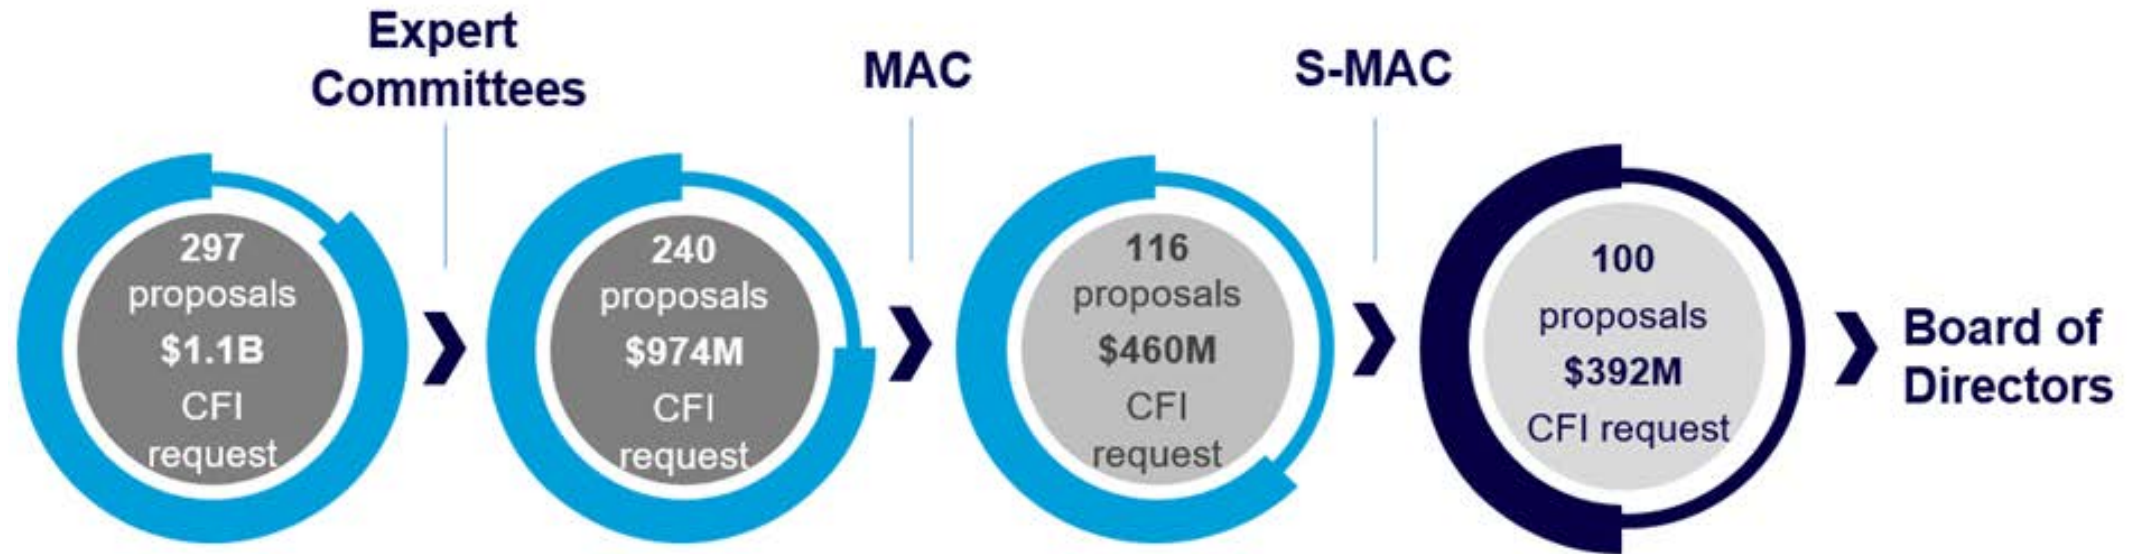 Expert
Committees
MAC
S-MAC
297
proposals
$1.1B
CFI
request
240
proposals
$974M
CFI
request
116
proposals
$460M
CFI
request
100
proposals
$392M
CFI request
Board of
Directors